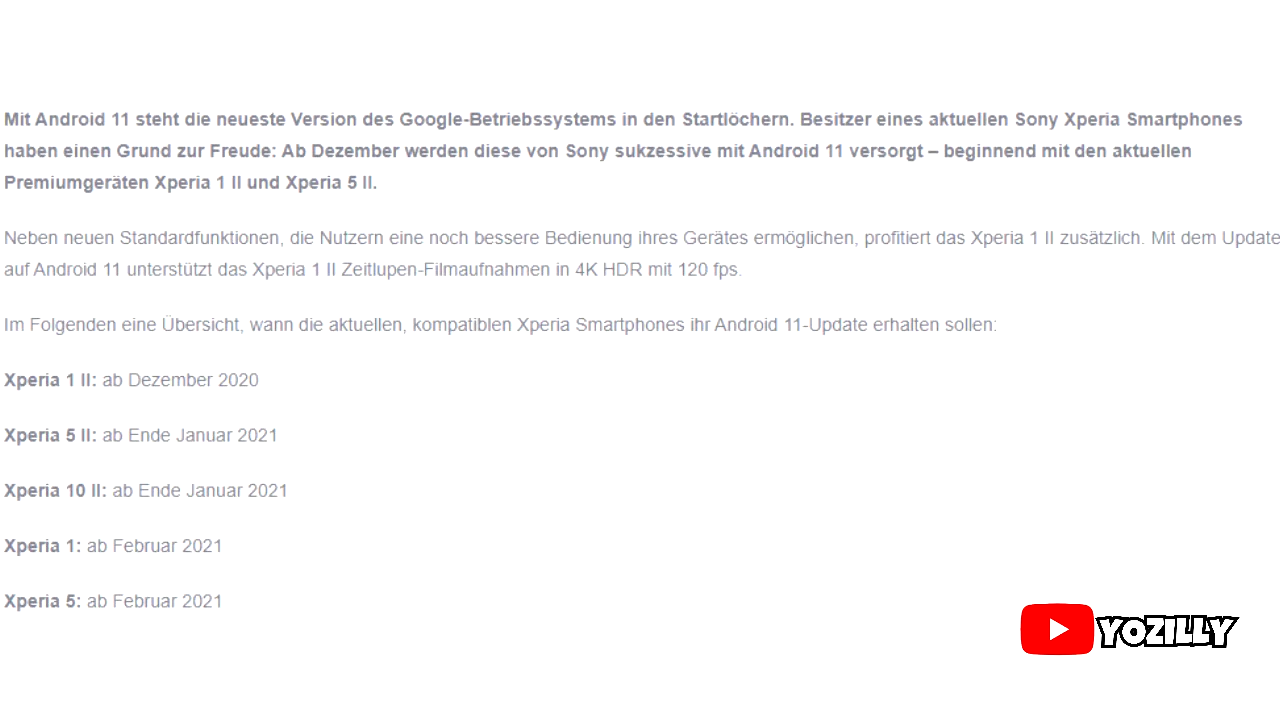 Mit Android 11 steht die neueste Version des Google-Betriebssystems in den Startlöchern. Besitzer eines aktuellen Sony Xperia Smartphones
haben einen Grund zur Freude: Ab Dezember werden diese von Sony sukzessive mit Android 11 versorgt – beginnend mit den aktuellen
Premiumgeräten Xperia 1 II und Xperia 5 II.
Neben neuen Standardfunktionen, die Nutzern eine noch bessere Bedienung ihres Gerätes ermöglichen, profitiert das Xperia 1 II zusätzlich. Mit dem Update
auf Android 11 unterstützt das Xperia 1 II Zeitlupen-Filmaufnahmen in 4K HDR mit 120 fps.
Im Folgenden eine Übersicht, wann die aktuellen, kompatiblen Xperia Smartphones ihr Android 11-Update erhalten sollen:
Xperia 1 II: ab Dezember 2020
Xperia 5 II: ab Ende Januar 2021
Xperia 10 II: ab Ende Januar 2021
Xperia 1: ab Februar 2021
Xperia 5: ab Februar 2021
YOZILLY